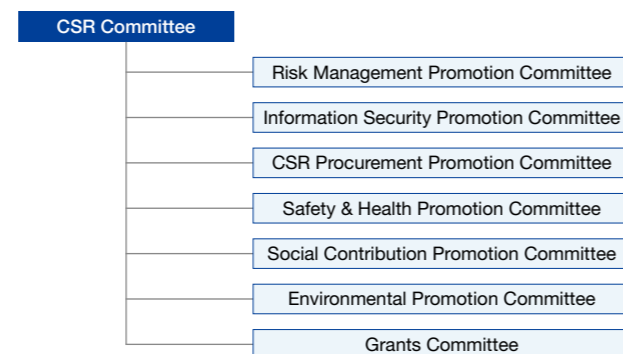 CSR Committee
Risk Management Promotion Committee
Information Security Promotion Committee
CSR Procurement Promotion Committee
Safety & Health Promotion Committee
Social Contribution Promotion Committee
Environmental Promotion Committee
Grants Committee